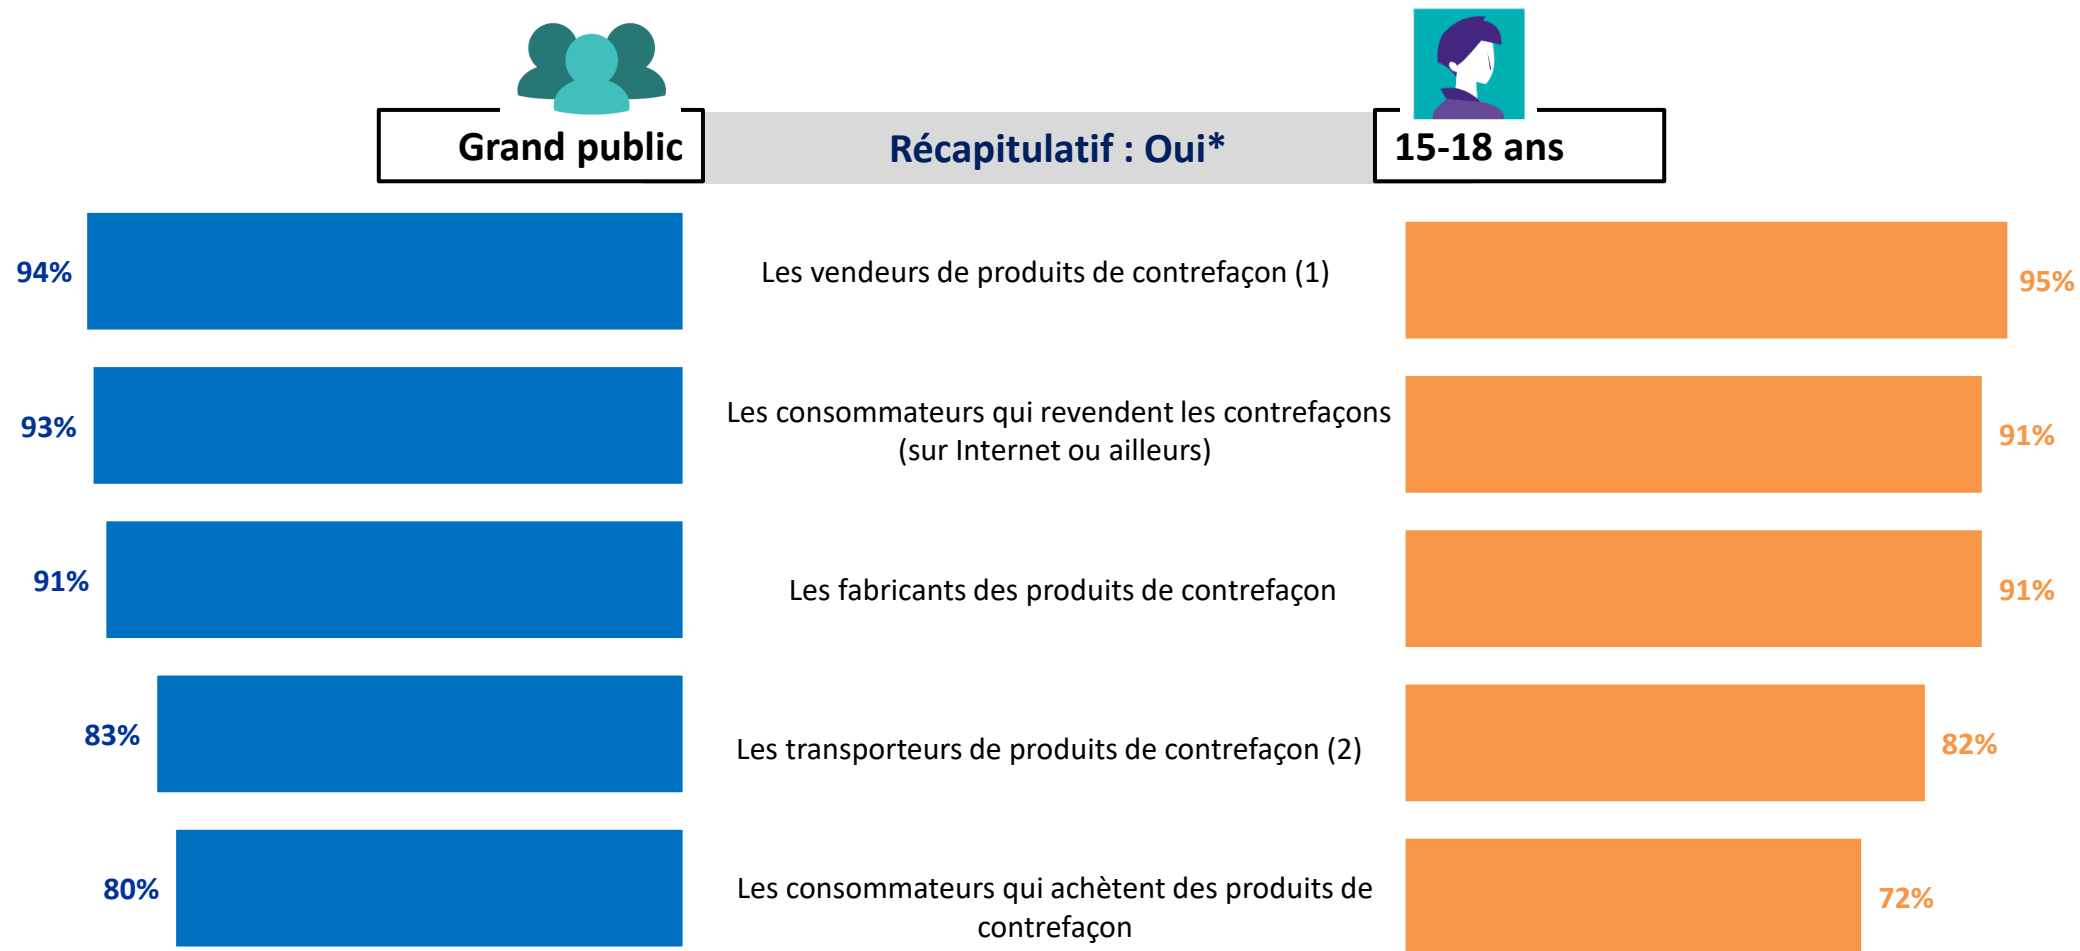 Grand public
Récapitulatif : Oui*
15-18 ans
94%
Les vendeurs de produits de contrefaçon (1)
95%
93%
Les consommateurs qui revendent les contrefaçons
(sur Internet ou ailleurs)
91%
91%
Les fabricants des produits de contrefaçon
91%
83%
Les transporteurs de produits de contrefaçon (2)
82%
80%
Les consommateurs qui achètent des produits de
contrefaçon
72%